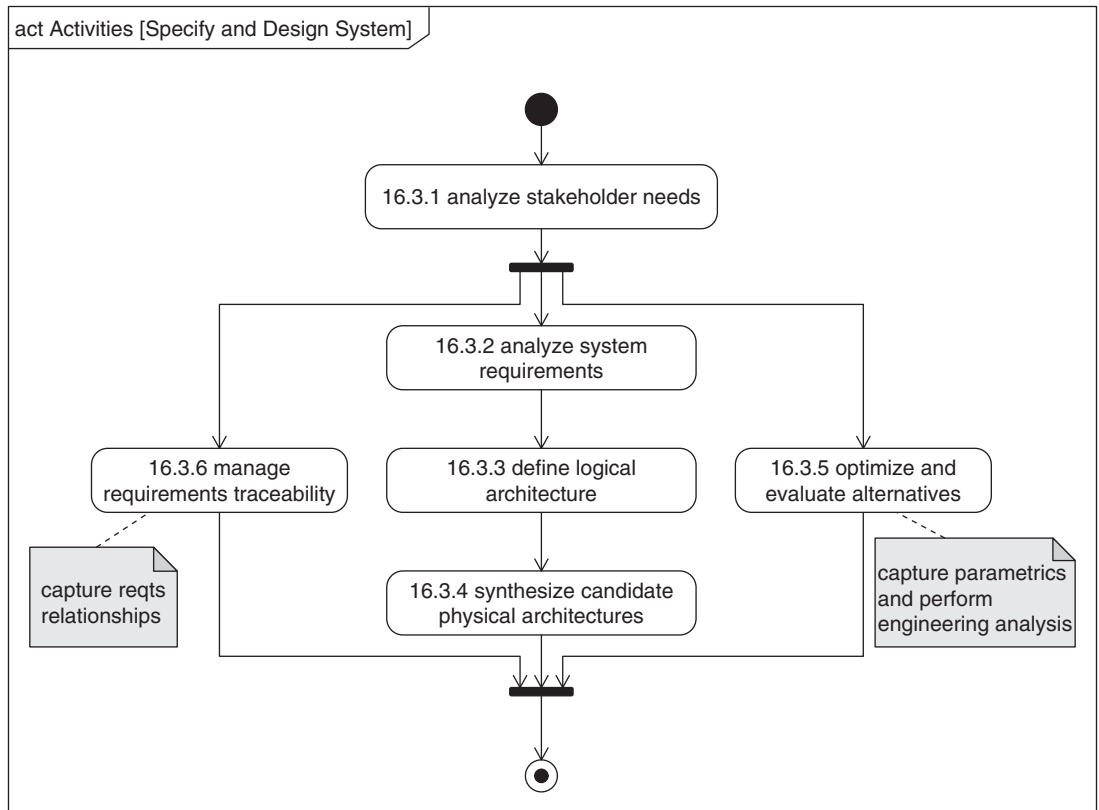 act Activities [Specify and Design System]
16.3.1 analyze stakeholder needs
16.3.2 analyze system
requirements
16.3.6 manage
requirements traceability
16.3.3 define logical
architecture
16.3.5 optimize and
evaluate alternatives
capture reqts
relationships
16.3.4 synthesize candidate
physical architectures
capture parametrics
and perform
engineering analysis